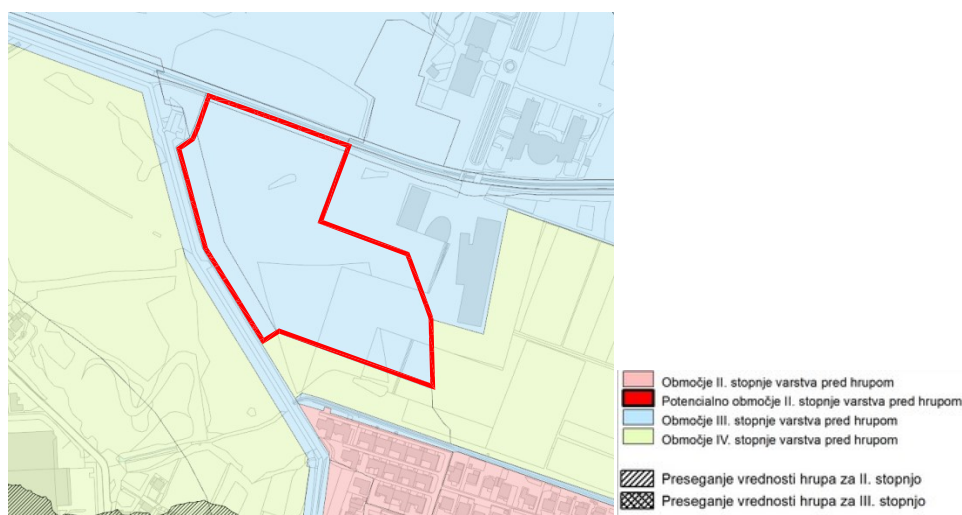 Območje II. stopnje varstva pred hrupom
Potencialno območje II. stopnje varstva pred hrupom
Območje III. stopnje varstva pred hrupom
Območje IV. stopnje varstva pred hrupom
Preseganje vrednosti hrupa za II. stopnjo
Preseganje vrednosti hrupa za III. stopnjo